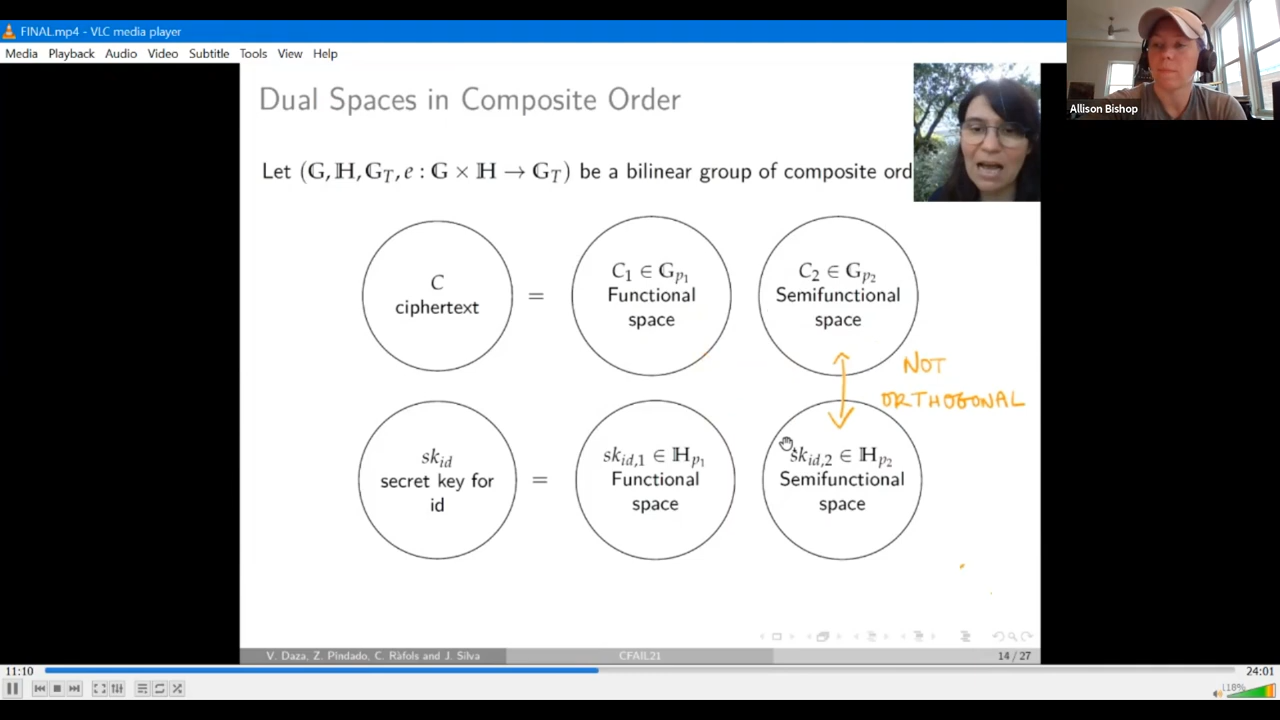 FINAL.mp4 - VLC media player
Media Playback Audio Video Subtitle Tools View Help
Allison Bishop
Dual Spaces in Composite Order
Let (𝔾, ℍ, 𝔾_T, e : 𝔾 × ℍ → 𝔾_T) be a bilinear group of composite ord
C
ciphertext
=
C₁ ∈ 𝔾_{p₁}
Functional
space
C₂ ∈ 𝔾_{p₂}
Semifunctional
space
NOT
ORTHOGONAL
sk_{id}
secret key for
id
=
sk_{id,1} ∈ ℍ_{p₁}
Functional
space
sk_{id,2} ∈ ℍ_{p₂}
Semifunctional
space
V. Daza, Z. Pindado, C. Ràfols and J. Silva CFAIL21 14 / 27
11:10 24:01
118%